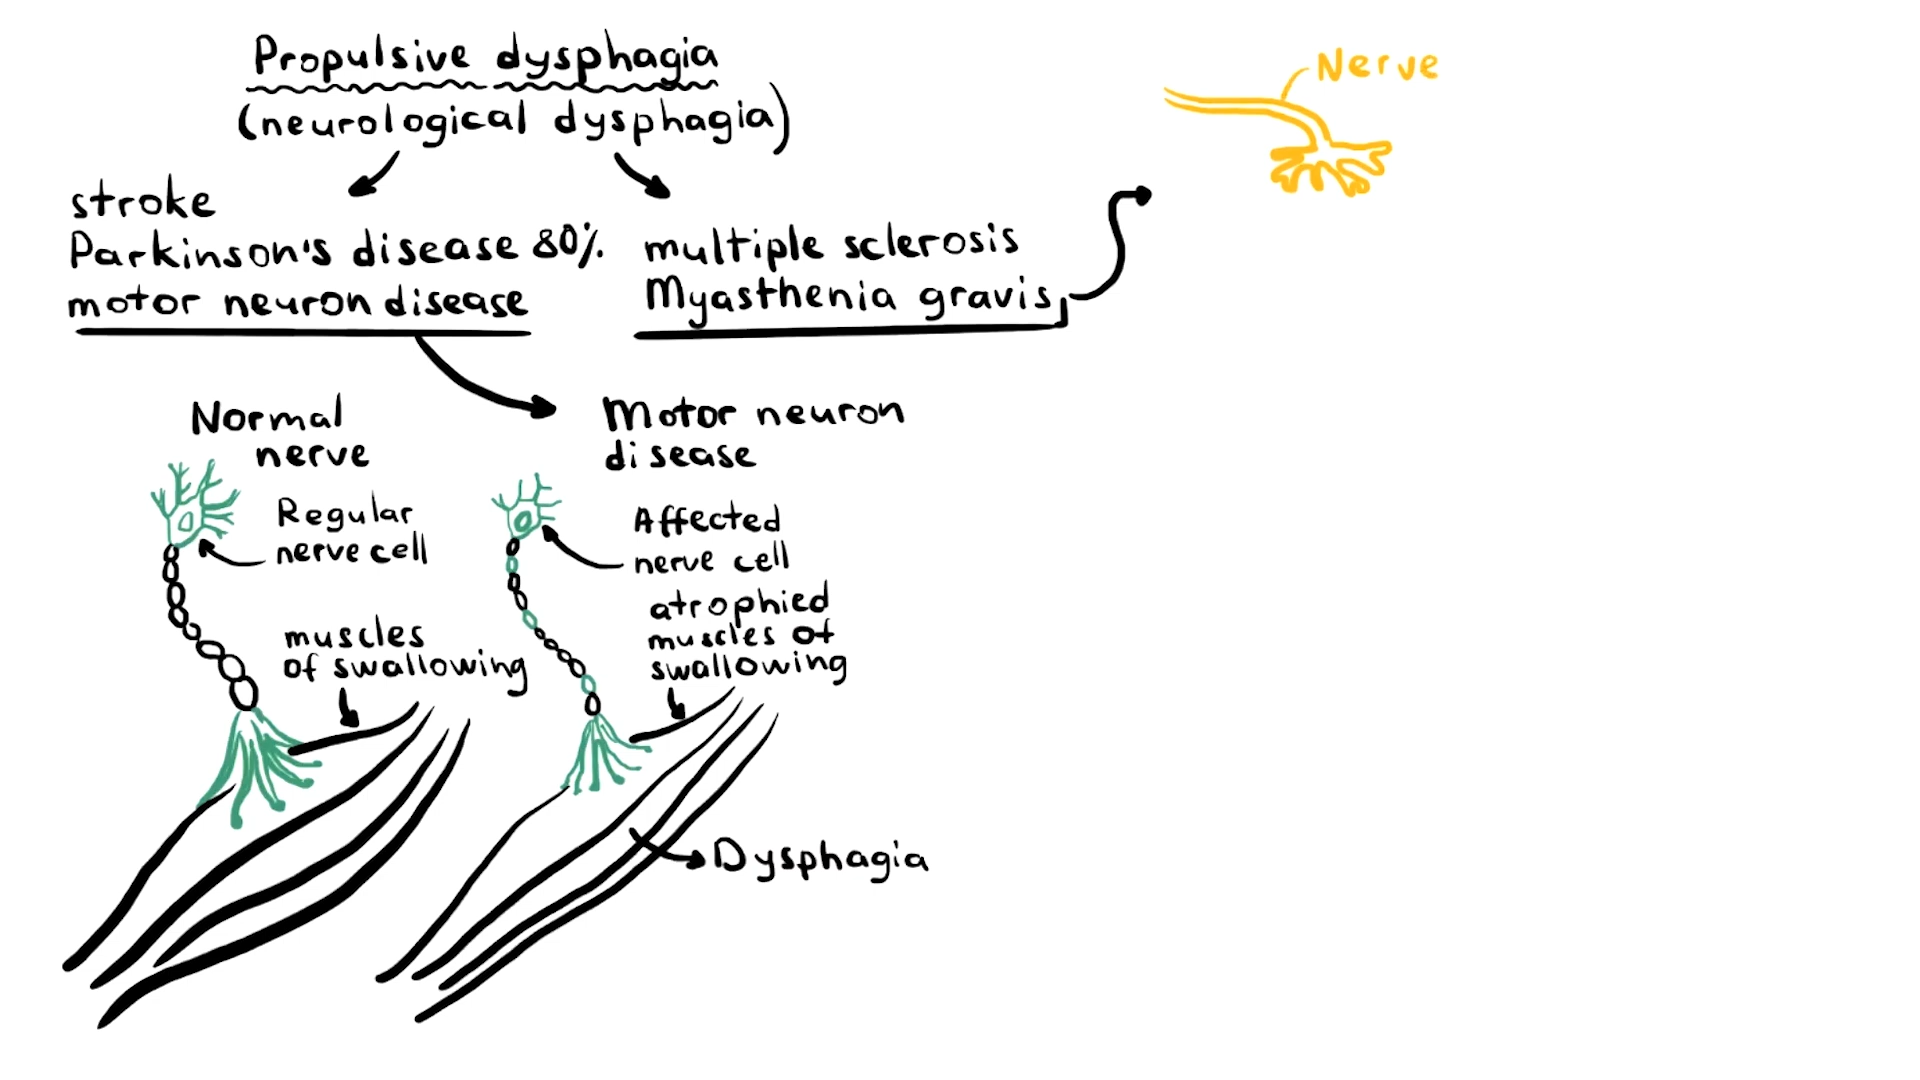 Propulsive dysphagia
(neurological dysphagia)
stroke
Parkinson's disease 80%
motor neuron disease
multiple sclerosis
Myasthenia gravis
Nerve
Normal
nerve
Regular
nerve cell
muscles
of swallowing
Motor neuron
disease
Affected
nerve cell
atrophied
muscles of
swallowing
Dysphagia